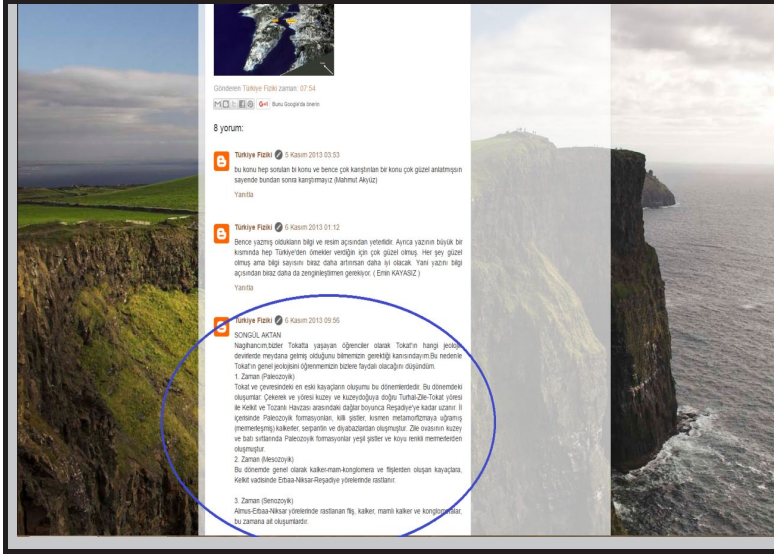 Gönderen Türkiye Fiziki zaman: 07:54
G+1 Bunu Google'da önerin
8 yorum:
Türkiye Fiziki 5 Kasım 2013 03:53
bu konu hep sorulan bi konu ve bence çok karıştırılan bir konu çok güzel anlatmışsın
sayende bundan sonra karıştırmayız (Mahmut Akyüz)
Yanıtla
Türkiye Fiziki 6 Kasım 2013 01:12
Bence yazmış oldukların bilgi ve resim açısından yeterlidir. Ayrıca yazının büyük bir
kısmında hep Türkiye'den örnekler verdiğin için çok güzel olmuş. Her şey güzel
olmuş ama bilgi sayısını biraz daha artırırsan daha iyi olacak. Yani yazını bilgi
açısından biraz daha da zenginleştirmen gerekiyor. ( Emin KAYASIZ )
Yanıtla
Türkiye Fiziki 6 Kasım 2013 09:56
SONGÜL AKTAN
Nagihancım,bizler Tokatta yaşayan öğrenciler olarak Tokat'ın hangi jeolojik
devirlerde meydana gelmiş olduğunu bilmemizin gerektiği kanısındayım.Bu nedenle
Tokat'ın genel jeolojisini öğrenmemizin bizlere faydalı olacağını düşündüm.
1. Zaman (Paleozoyik)
Tokat ve çevresindeki en eski kayaçların oluşumu bu dönemlerdedir. Bu dönemdeki
oluşumlar: Çekerek ve yöresi kuzey ve kuzeydoğuya doğru Turhal-Zile-Tokat yöresi
ile Kelkit ve Tozanlı Havzası arasındaki dağlar boyunca Reşadiye'ye kadar uzanır. İl
içerisinde Paleozoyik formasyonları, killi şistler, kısmen metamorfizmaya uğramış
(mermerleşmiş) kalkerler, serpantin ve diyabazlardan oluşmuştur. Zile ovasının kuzey
ve batı sırtlarında Paleozoyik formasyonlar yeşil şistler ve koyu renkli mermerlerden
oluşmuştur.
2. Zaman (Mesozoyik)
Bu dönemde genel olarak kalker-marn-konglomera ve flişlerden oluşan kayaçlara,
Kelkit vadisinde Erbaa-Niksar-Reşadiye yörelerinde rastlanır.
3. Zaman (Senozoyik)
Almus-Erbaa-Niksar yörelerinde rastlanan fliş, kalker, marnlı kalker ve konglomeralar,
bu zamana ait oluşumlardır.